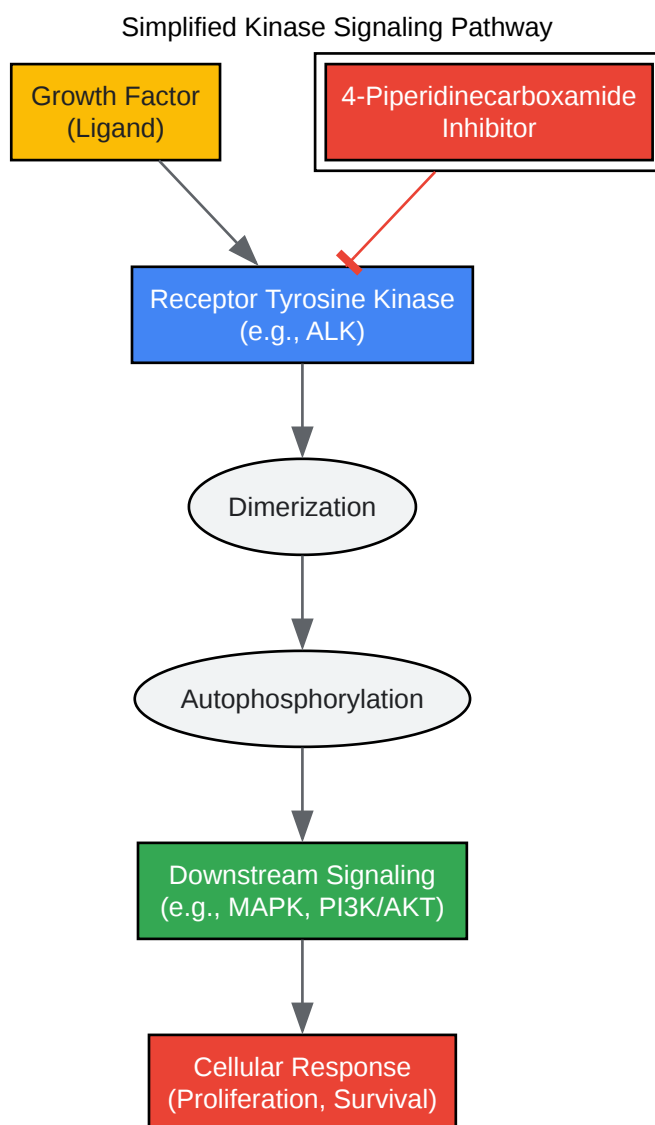 Simplified Kinase Signaling Pathway
Growth Factor
(Ligand)
4-Piperidinecarboxamide
Inhibitor
Receptor Tyrosine Kinase
(e.g., ALK)
Dimerization
Autophosphorylation
Downstream Signaling
(e.g., MAPK, PI3K/AKT)
Cellular Response
(Proliferation, Survival)